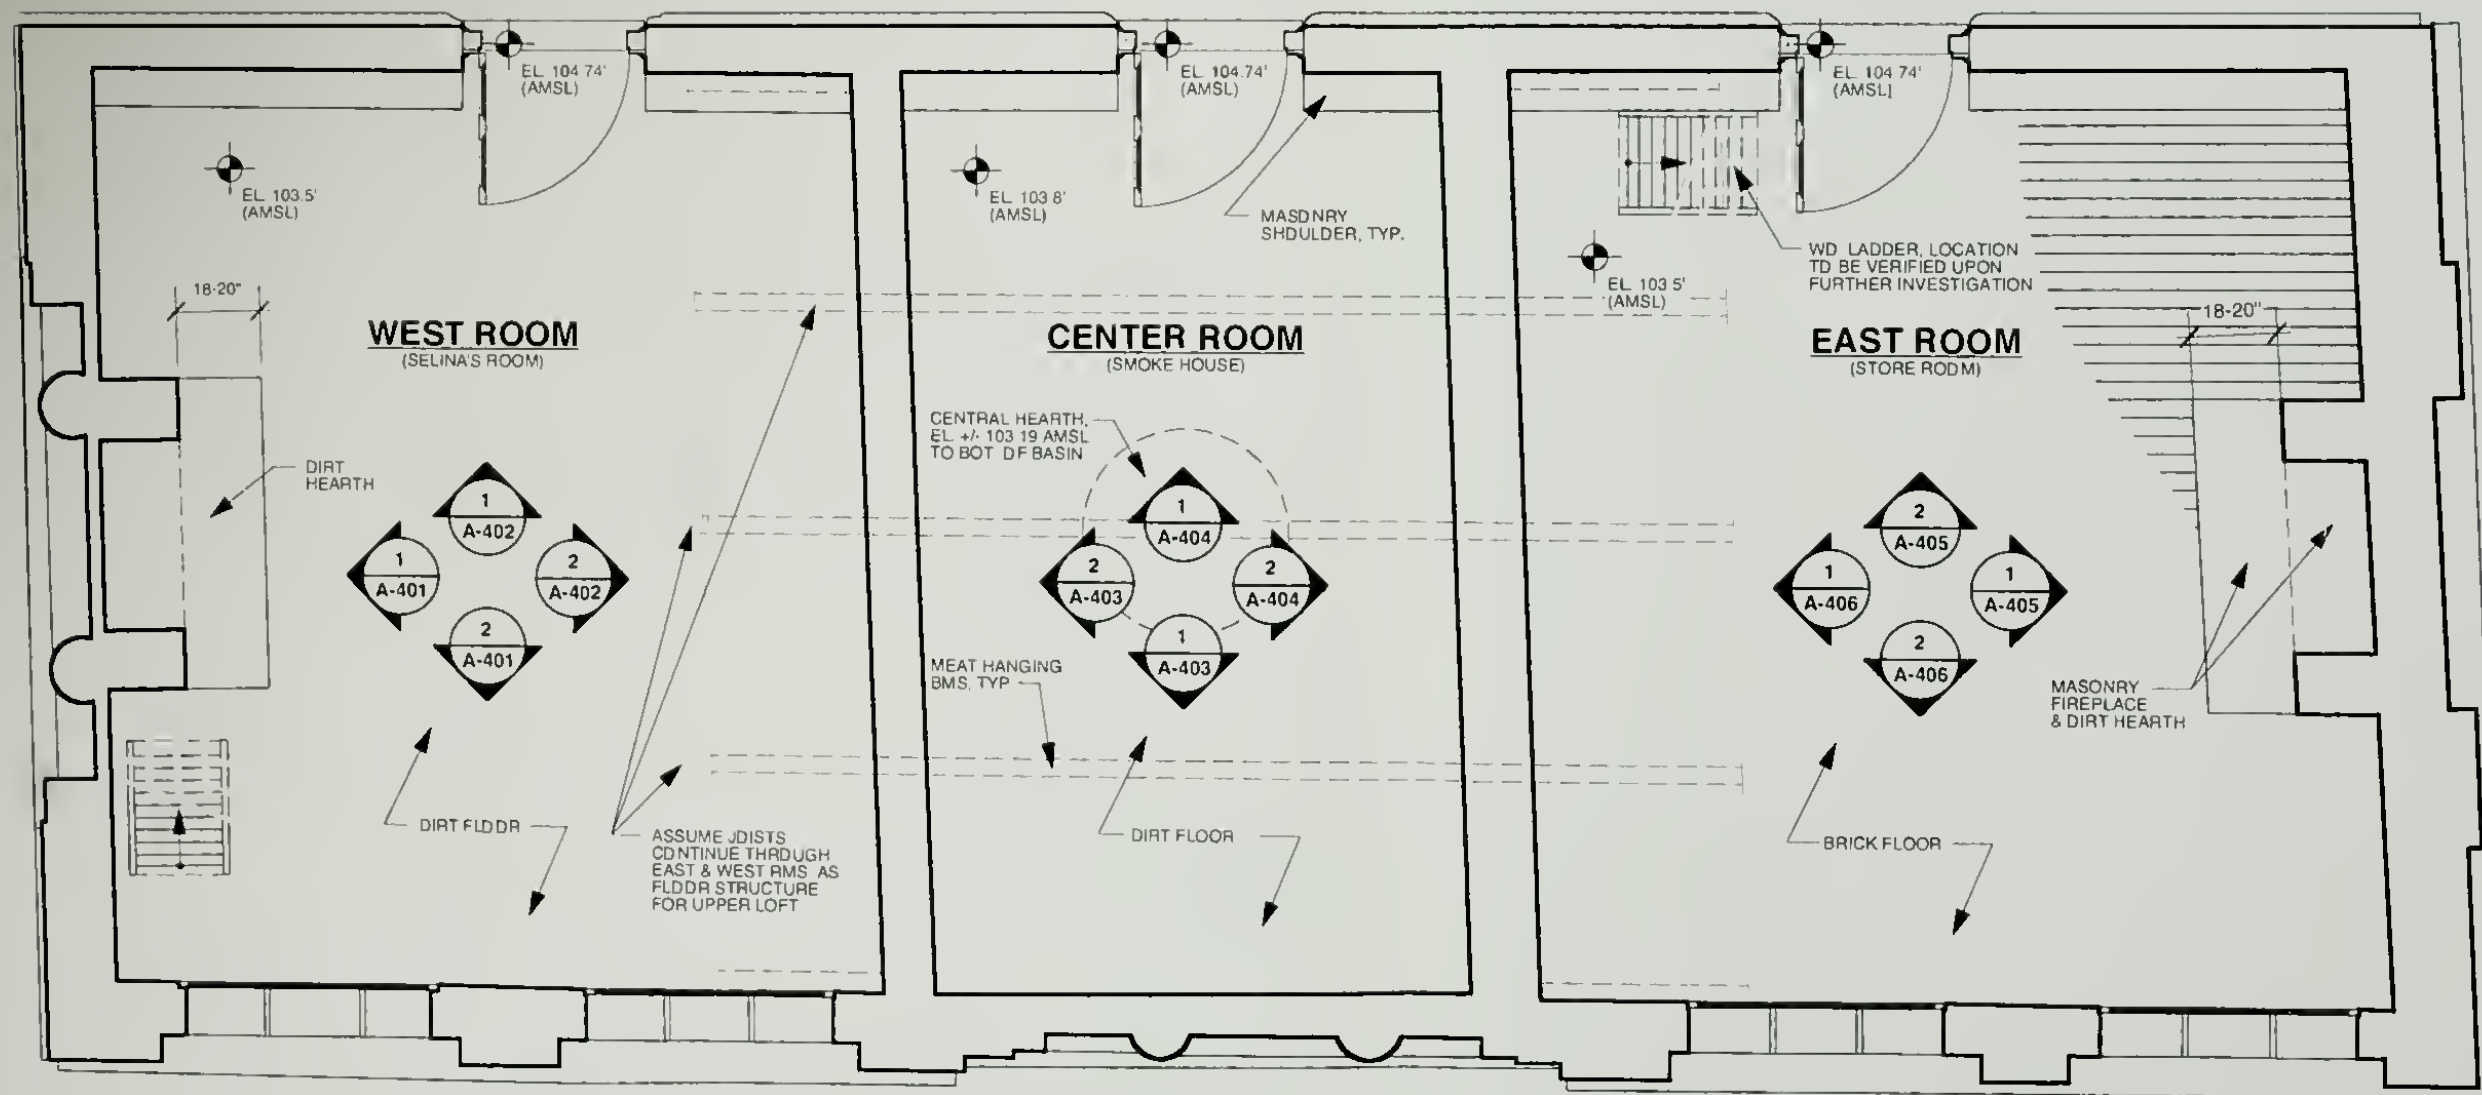 EL 104 74'
(AMSL)
EL 104.74'
(AMSL)
EL 104 74'
(AMSL]
EL 103.5'
(AMSL)
EL 103 8'
(AMSL)
MASDNRY
SHDULDER, TYP.
WD LADDER, LOCATION
TD BE VERIFIED UPON
FURTHER INVESTIGATION
EL 103 5'
(AMSL)
18-20"
18-20"
WEST ROOM
(SELINA'S ROOM)
CENTER ROOM
(SMOKE HOUSE)
EAST ROOM
(STORE RODM)
CENTRAL HEARTH,
EL +/- 103 19 AMSL
TO BOT DF BASIN
DIRT
HEARTH
1
A-402
1
A-401
2
A-402
2
A-401
1
A-404
2
A-403
2
A-404
1
A-403
2
A-405
1
A-406
1
A-405
2
A-406
MEAT HANGING
BMS, TYP
MASONRY
FIREPLACE
& DIRT HEARTH
DIRT FLDDR
ASSUME JDISTS
CDNTINUE THRDUGH
EAST & WEST RMS AS
FLDDR STRUCTURE
FOR UPPER LOFT
DIRT FLOOR
BRICK FLOOR